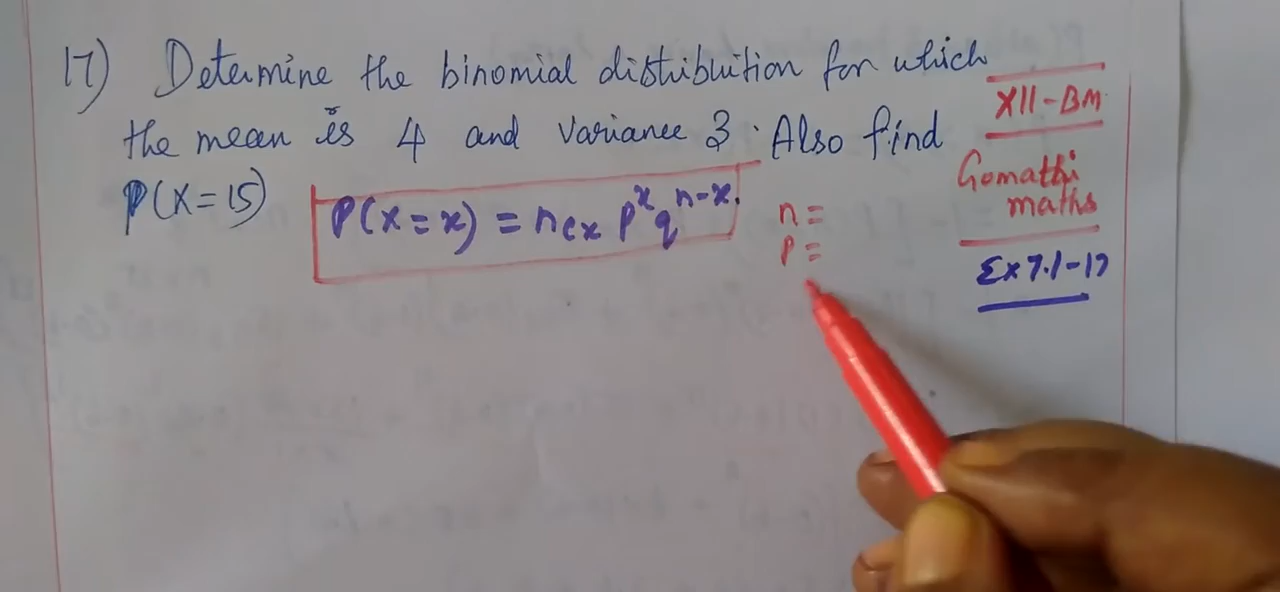 17) Determine the binomial distribiution for which
the mean is 4 and variance 3. Also find
P(X=15)
P(X=x) = ncx p^x q^n-x.
n=
p=
XII-BM
Gomathi
maths
Ex 7.1-17